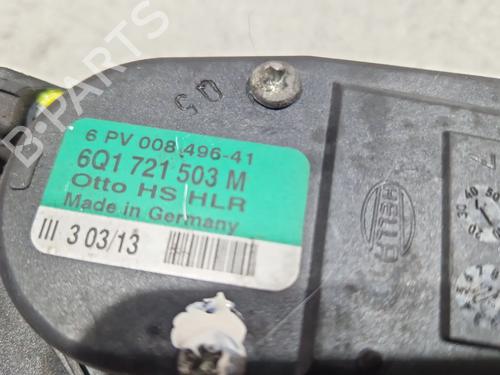 GO
6 PV 008 496-41
6Q1 721 503 M
Otto HS HLR
Made in Germany
III 3 03/13
HELLA
B-PARTS